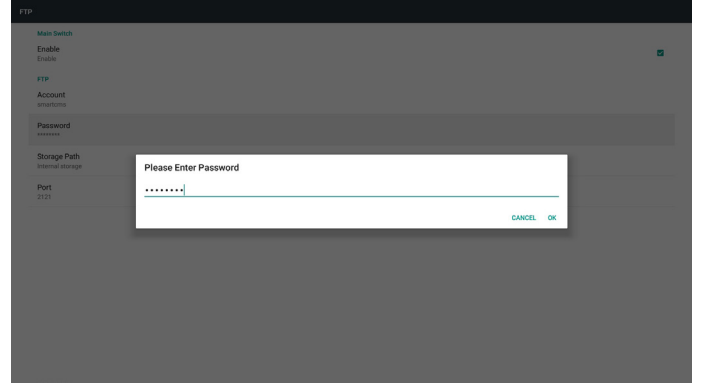 FTP
Main Switch
Enable
Enable
FTP
Account
smartcms
Password
********
Storage Path
Internal storage
Port
2121
Please Enter Password
••••••••
CANCEL OK